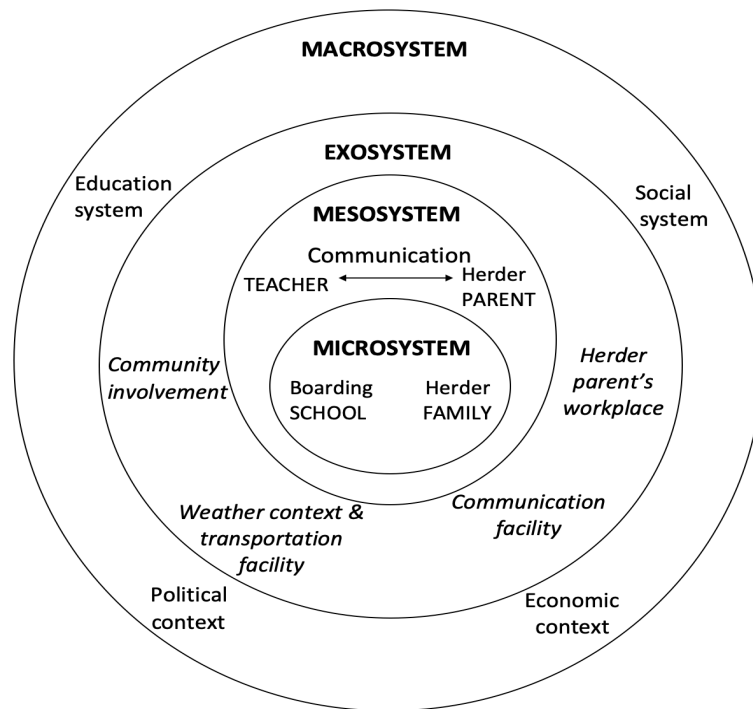 MACROSYSTEM
EXOSYSTEM
Education
system
Social
system
MESOSYSTEM
Communication
TEACHER
Herder
PARENT
MICROSYSTEM
Boarding
SCHOOL
Herder
FAMILY
Community
involvement
Herder
parent’s
workplace
Weather context &
transportation
facility
Communication
facility
Political
context
Economic
context